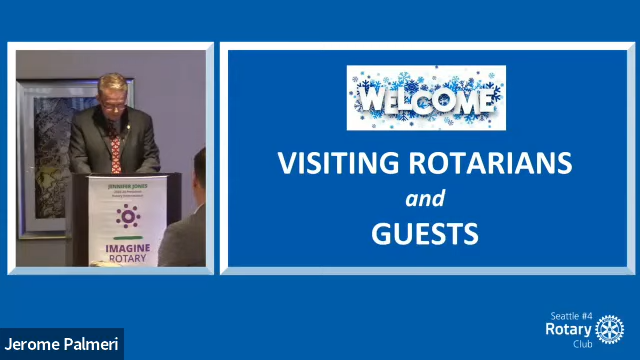 WELCOME
VISITING ROTARIANS
and
GUESTS
JENNIFER JONES
IMAGINE
ROTARY
Seattle #4
Rotary
Club
Jerome Palmeri